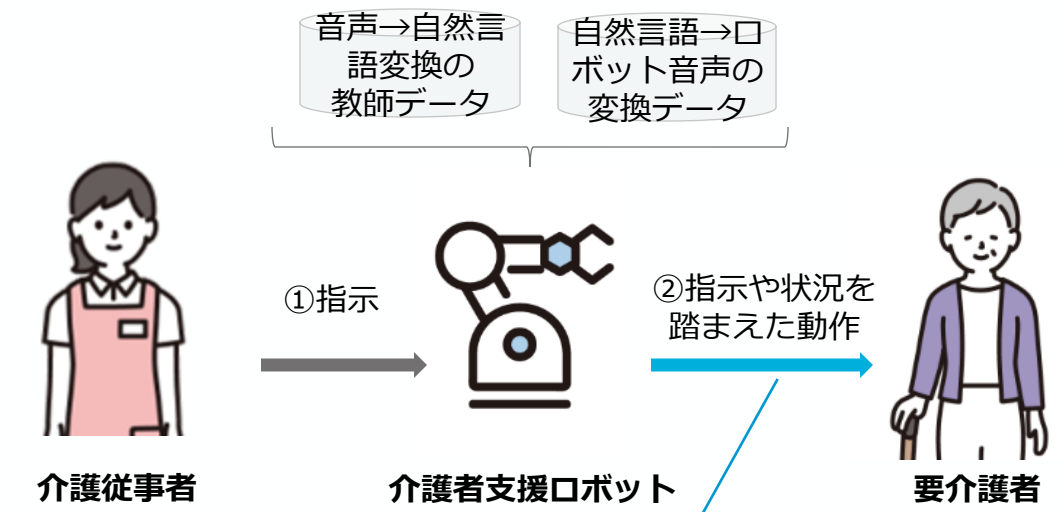 音声→自然言
語変換の
教師データ
自然言語→ロ
ボット音声の
変換データ
①指示
②指示や状況を
踏まえた動作
介護従事者
介護者支援ロボット
要介護者